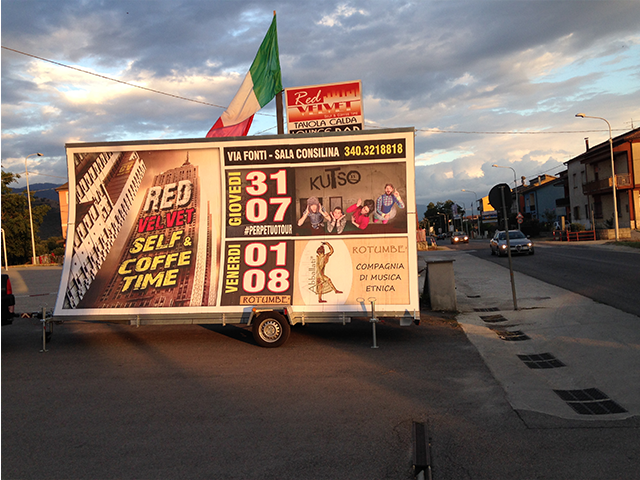 Red
VELVET
TAVOLA CALDA
LOUNGE BAR
VIA FONTI - SALA CONSILINA 340.3218818
RED
VELVET
SELF &
COFFE
TIME
GIOVEDÌ
31
07
#PERPETUOTOUR
KUTSO
VENERDÌ
01
08
ROTUMBE'
ROTUMBE'
COMPAGNIA
DI MUSICA
ETNICA